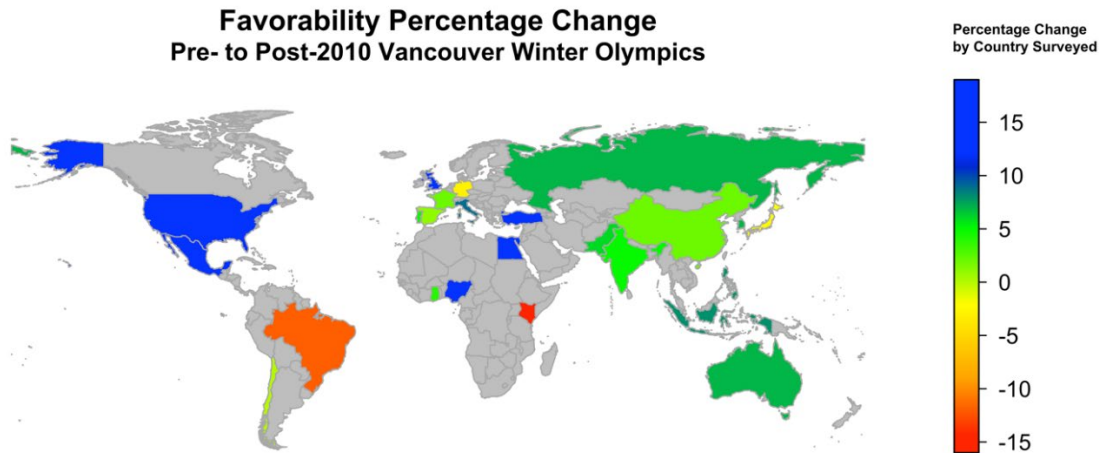 Favorability Percentage Change
Pre- to Post-2010 Vancouver Winter Olympics
Percentage Change
by Country Surveyed
15
10
5
0
-5
-10
-15